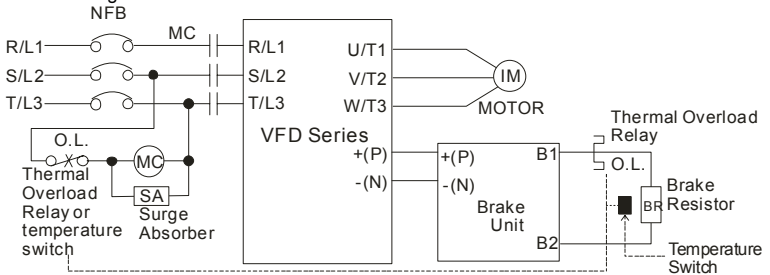 NFB
MC
R/L1
R/L1
U/T1
S/L2
S/L2
V/T2
IM
T/L3
T/L3
W/T3
MOTOR
VFD Series
O.L.
MC
SA
Thermal
Overload
Relay or
temperature
switch
Surge
Absorber
+(P)
-(N)
+(P)
-(N)
B1
B2
Brake
Unit
Thermal Overload
Relay
O.L.
BR
Brake
Resistor
Temperature
Switch